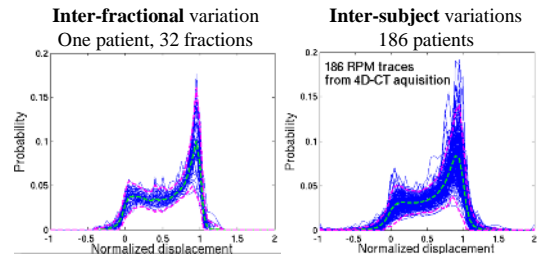 Inter-fractional variation
One patient, 32 fractions
Inter-subject variations
186 patients
0.2
0.15
0.1
0.05
0
Probability
-1 -0.5 0 0.5 1 1.5 2
Normalized displacement
186 RPM traces
from 4D-CT aquisition
0.2
0.15
0.1
0.05
0
Probability
-1 -0.5 0 0.5 1 1.5 2
Normalized displacement